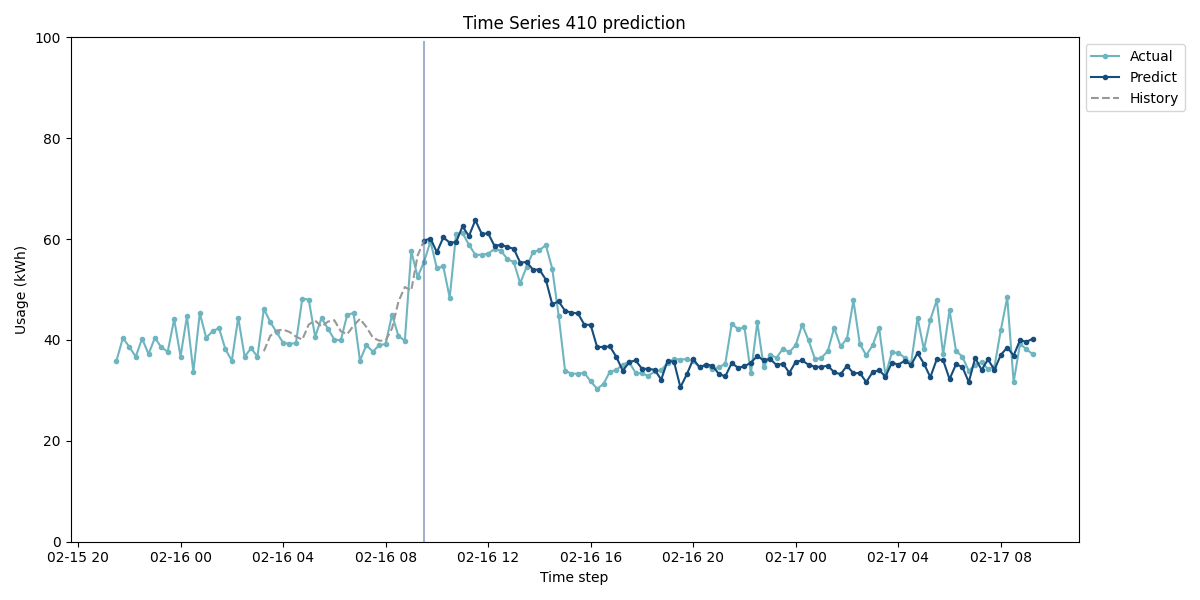 Time Series 410 prediction
Usage (kWh)
100
80
60
40
20
0
02-15 20
02-16 00
02-16 04
02-16 08
02-16 12
02-16 16
02-16 20
02-17 00
02-17 04
02-17 08
Time step
Actual
Predict
History